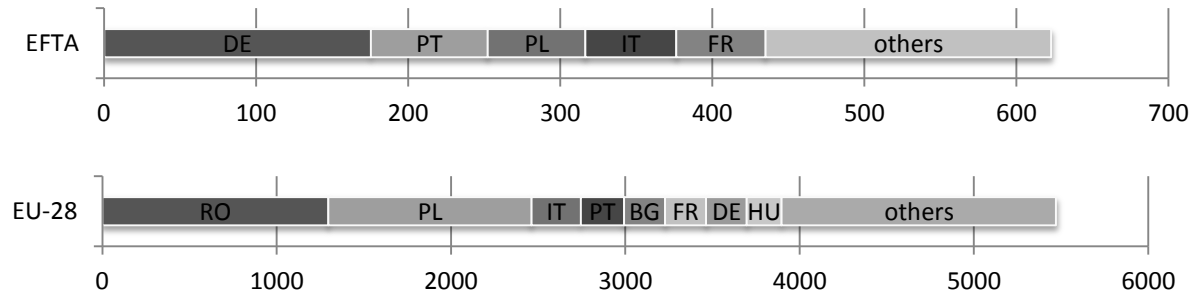 EFTA DE PT PL IT FR others
0 100 200 300 400 500 600 700
EU-28 RO PL IT PT BG FR DE HU others
0 1000 2000 3000 4000 5000 6000